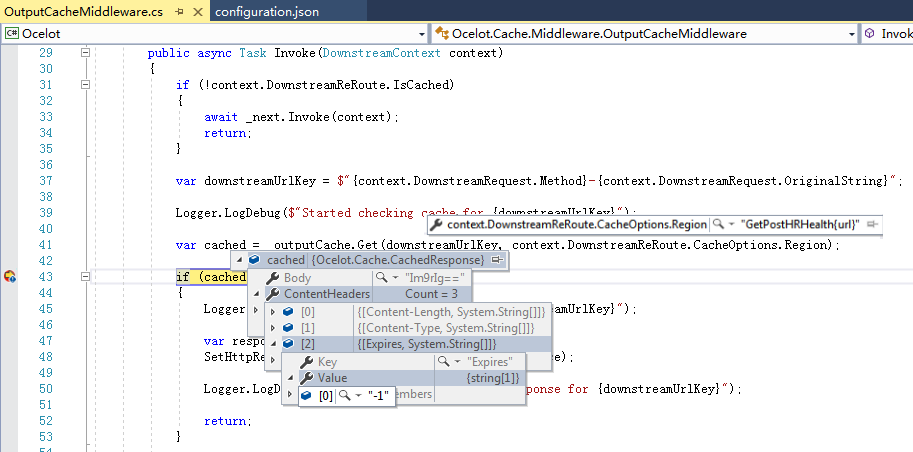 OutputCacheMiddleware.cs configuration.json
C# Ocelot Ocelot.Cache.Middleware.OutputCacheMiddleware Invok
29 public async Task Invoke(DownstreamContext context)
30 {
31 if (!context.DownstreamReRoute.IsCached)
32 {
33 await _next.Invoke(context);
34 return;
35 }
36
37 var downstreamUrlKey = $"{context.DownstreamRequest.Method}-{context.DownstreamRequest.OriginalString}";
38
39 Logger.LogDebug($"Started checking cache for {downstreamUrlKey}");
40 context.DownstreamReRoute.CacheOptions.Region "GetPostHRHealth{url}"
41 var cached = _outputCache.Get(downstreamUrlKey, context.DownstreamReRoute.CacheOptions.Region);
42 cached {Ocelot.Cache.CachedResponse}
43 if (cached
Body "Im9rIg=="
44 {
ContentHeaders Count = 3
45 Logger. [0] {[Content-Length, System.String[]]} mUrlKey}");
46 [1] {[Content-Type, System.String[]]}
47 var respo [2] {[Expires, System.String[]]}
48 SetHttpRe Key "Expires" e);
49 Value {string[1]}
50 Logger.LogD [0] "-1" embers ponse for {downstreamUrlKey}");
51
52 return;
53 }
54